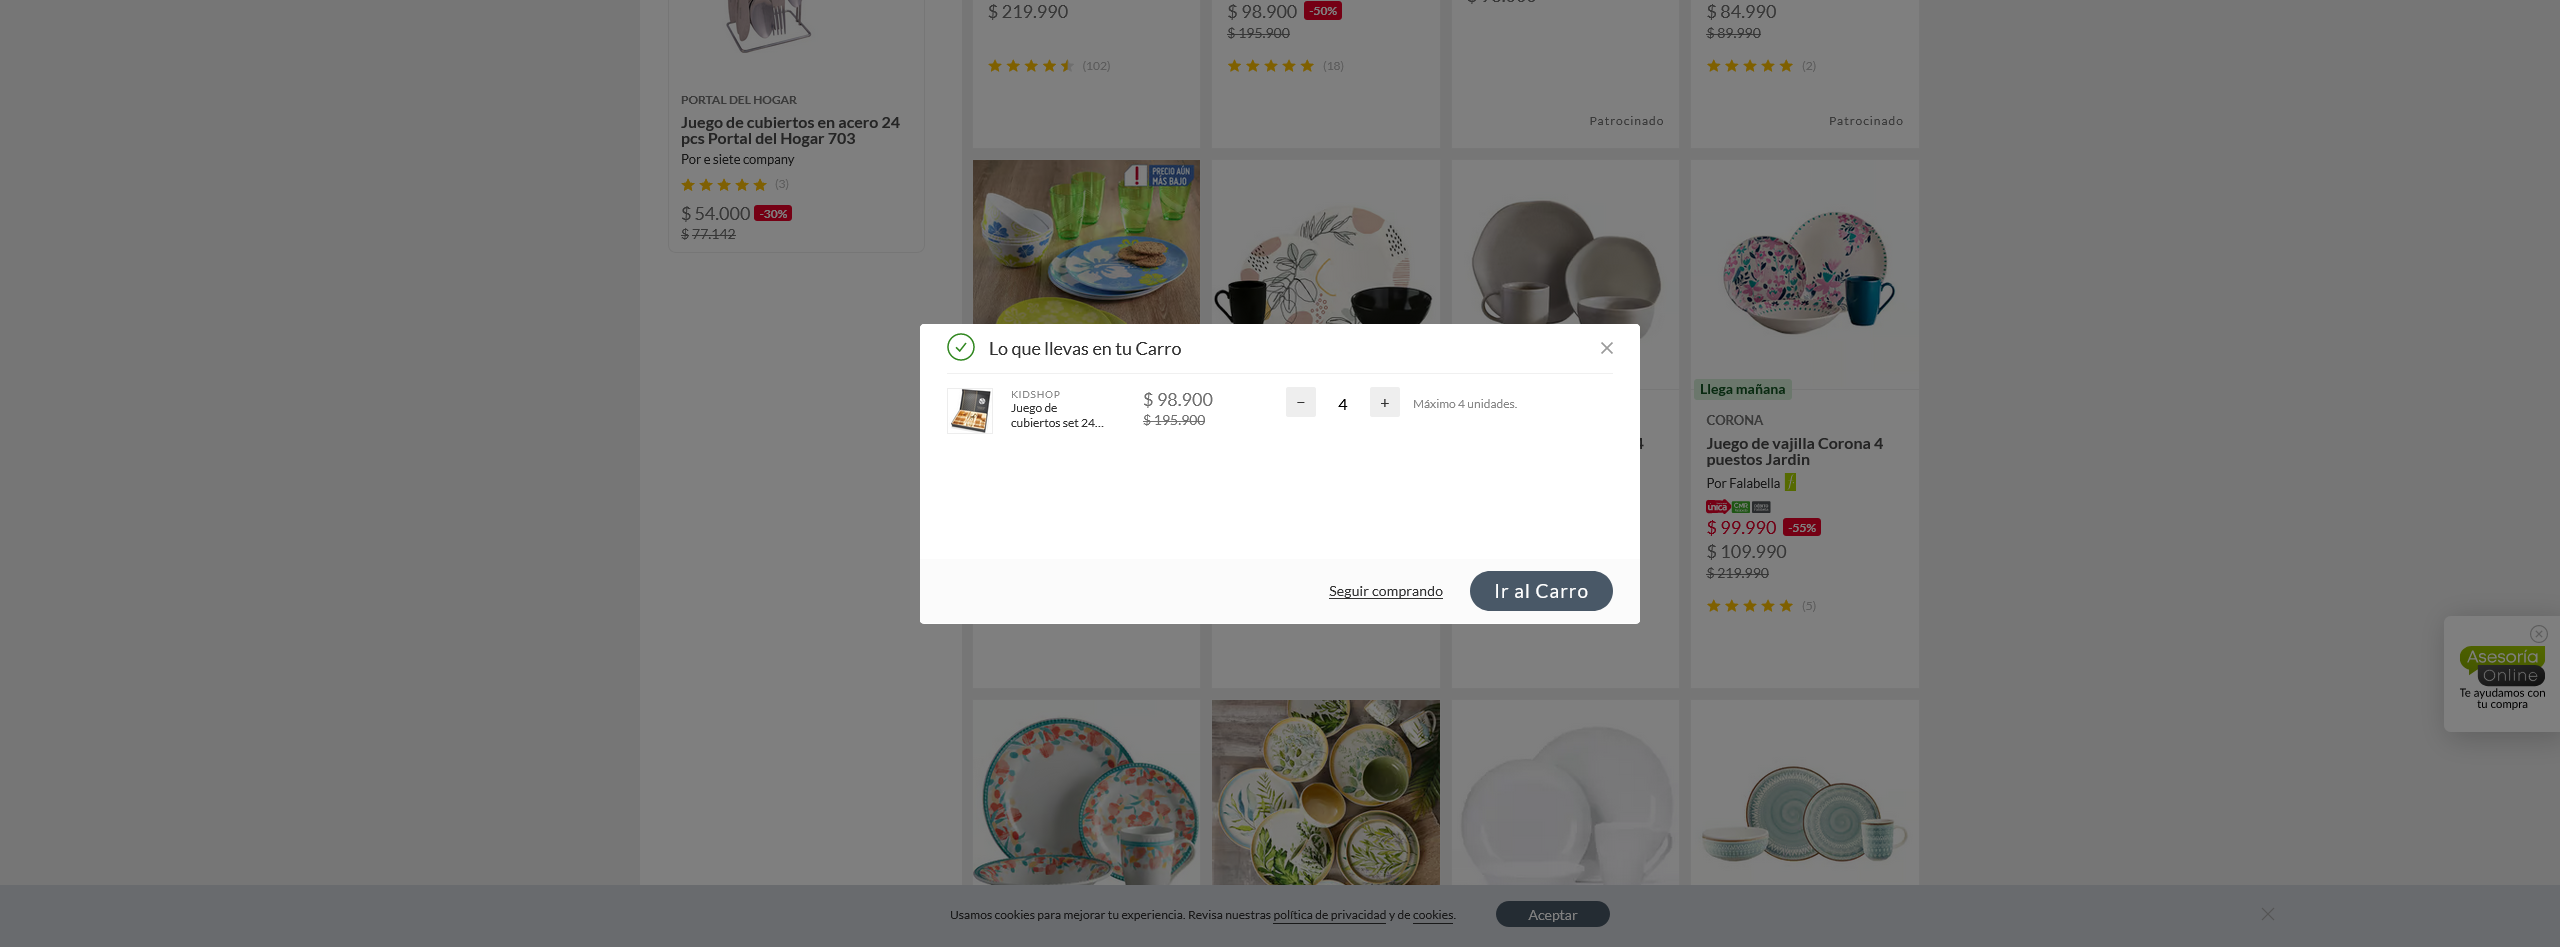 $ 219.990
(102)
$ 98.900 -50%
$ 195.900
(18)
Patrocinado
$ 84.990
$ 89.990
(2)
Patrocinado
PORTAL DEL HOGAR
Juego de cubiertos en acero 24
pcs Portal del Hogar 703
Por e siete company
(3)
$ 54.000 -30%
$ 77.142
PRECIO AÚN
MÁS BAJO
Lo que llevas en tu Carro
KIDSHOP
Juego de
cubiertos set 24...
$ 98.900
$ 195.900
−
4
+
Máximo 4 unidades.
Seguir comprando
Ir al Carro
Llega mañana
CORONA
Juego de vajilla Corona 4
puestos Jardin
Por Falabella
única CMR
$ 99.990 -55%
$ 109.990
$ 219.990
(5)
Asesoría
Online
Te ayudamos con
tu compra
Usamos cookies para mejorar tu experiencia. Revisa nuestras política de privacidad y de cookies.
Aceptar